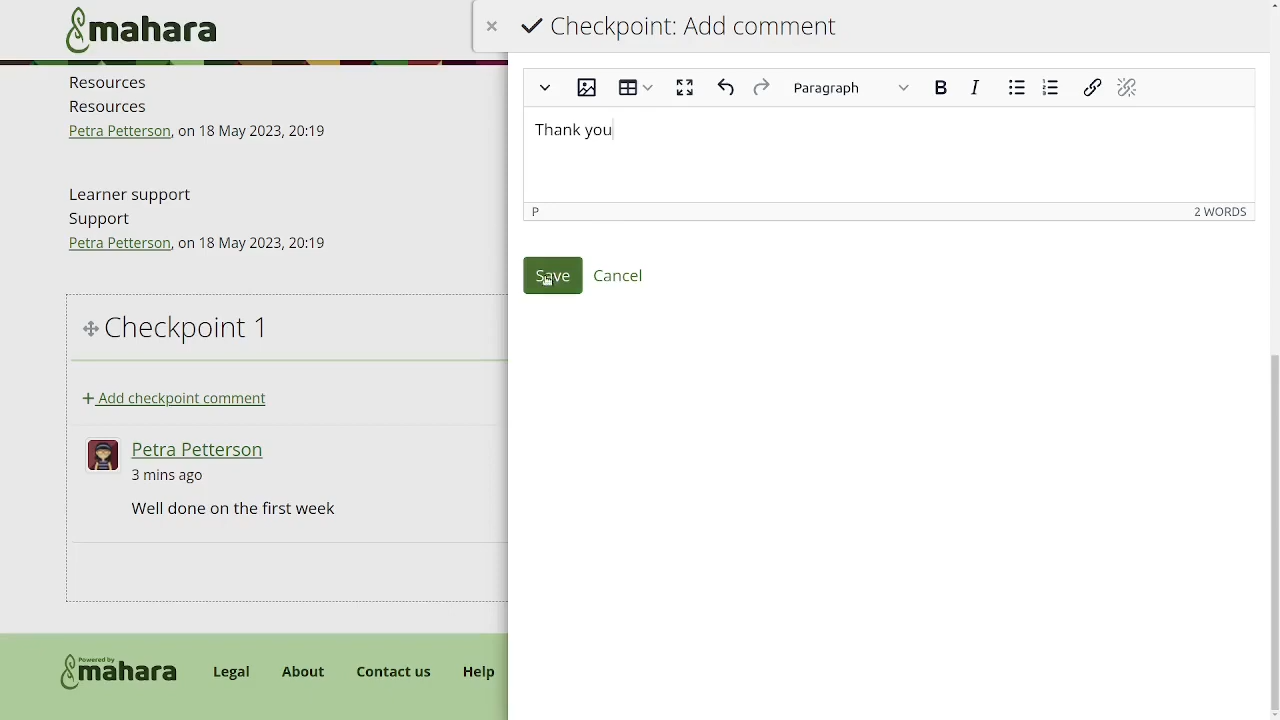 mahara
Resources
Resources
Petra Petterson, on 18 May 2023, 20:19
Learner support
Support
Petra Petterson, on 18 May 2023, 20:19
Checkpoint 1
+ Add checkpoint comment
Petra Petterson
3 mins ago
Well done on the first week
Powered by
mahara
Legal
About
Contact us
Help
× Checkpoint: Add comment
Paragraph
B
I
Thank you
P
2 WORDS
Save
Cancel